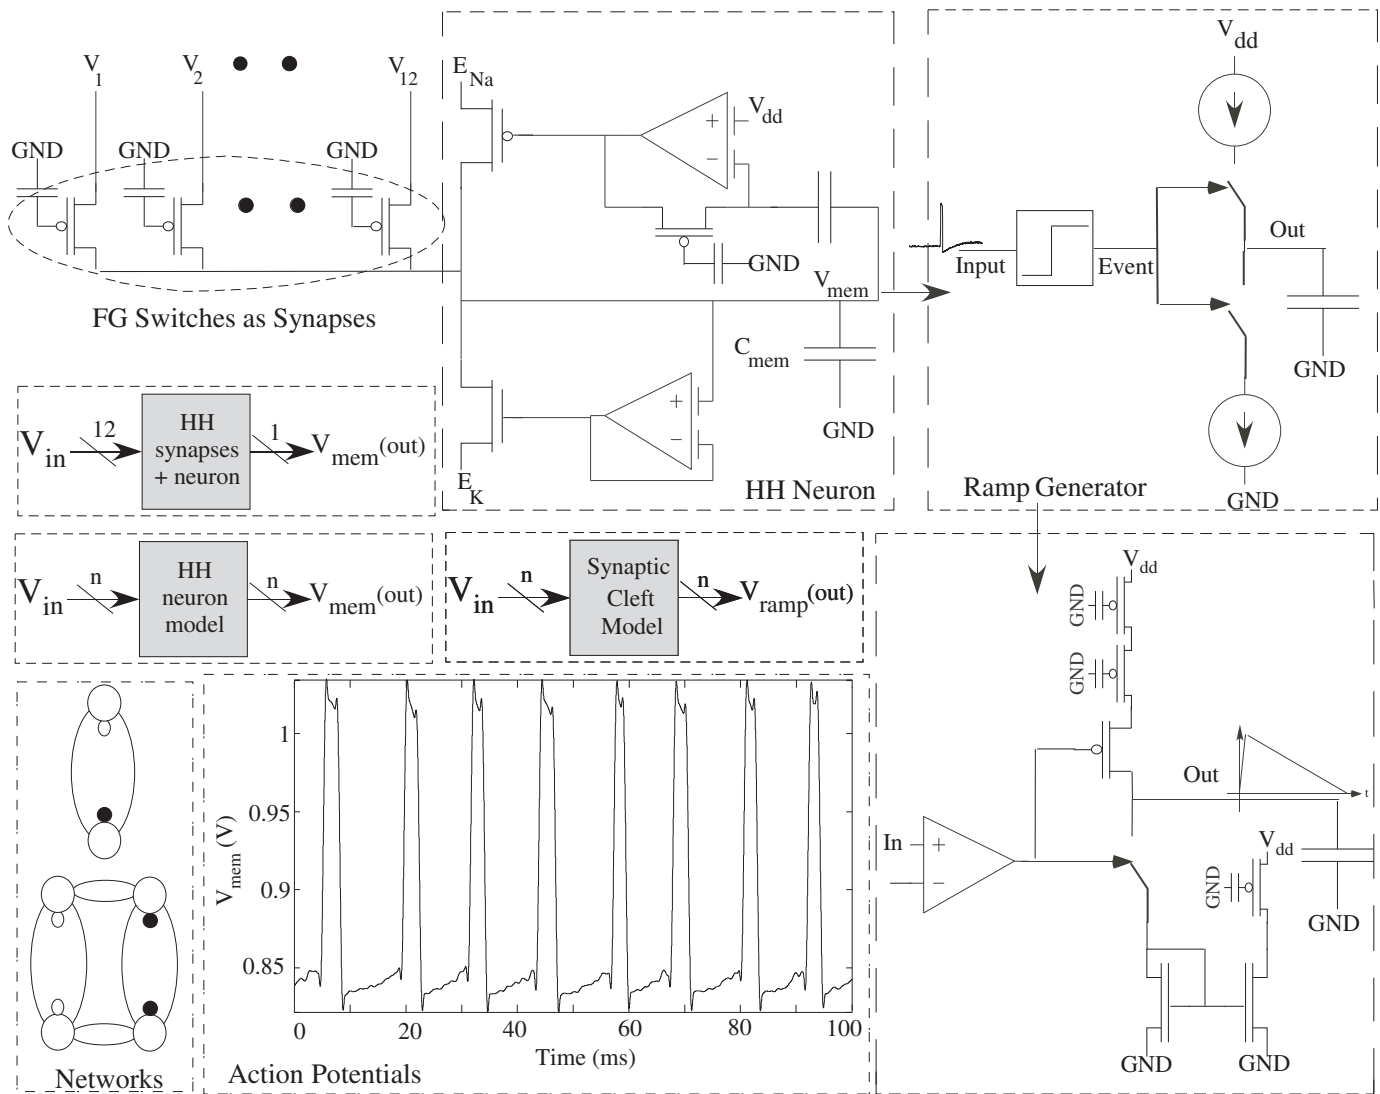 V1 V2 V12
GND GND GND
FG Switches as Synapses
ENa
+ Vdd
−
GND
Vmem
Cmem
+
−
GND
EK
HH Neuron
Vdd
Input Event Out
GND
GND
Ramp Generator
Vin 12 HH synapses + neuron 1 Vmem(out)
Vin n HH neuron model n Vmem(out)
Vin n Synaptic Cleft Model n Vramp(out)
Networks
Vmem (V)
1
0.95
0.9
0.85
0 20 40 60 80 100
Time (ms)
Action Potentials
Vdd
GND
GND
Out t
In + −
Vdd
GND
GND
GND GND